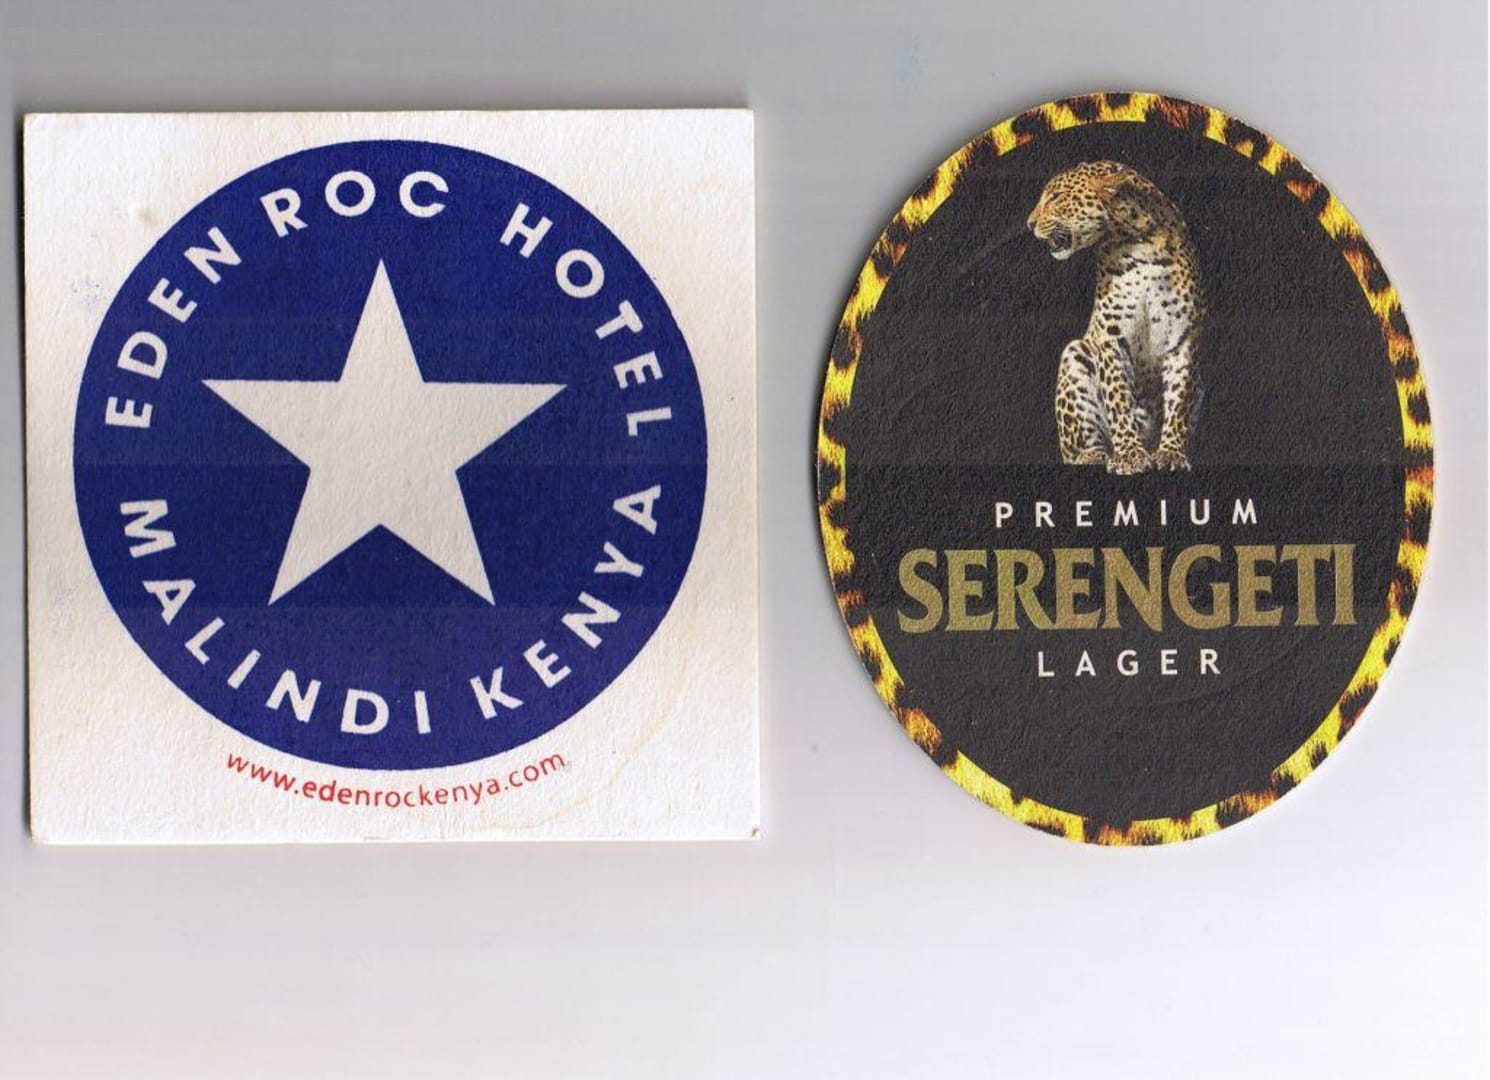 EDEN ROC HOTEL
MALINDI KENYA
www.edenrockenya.com
PREMIUM
SERENGETI
LAGER